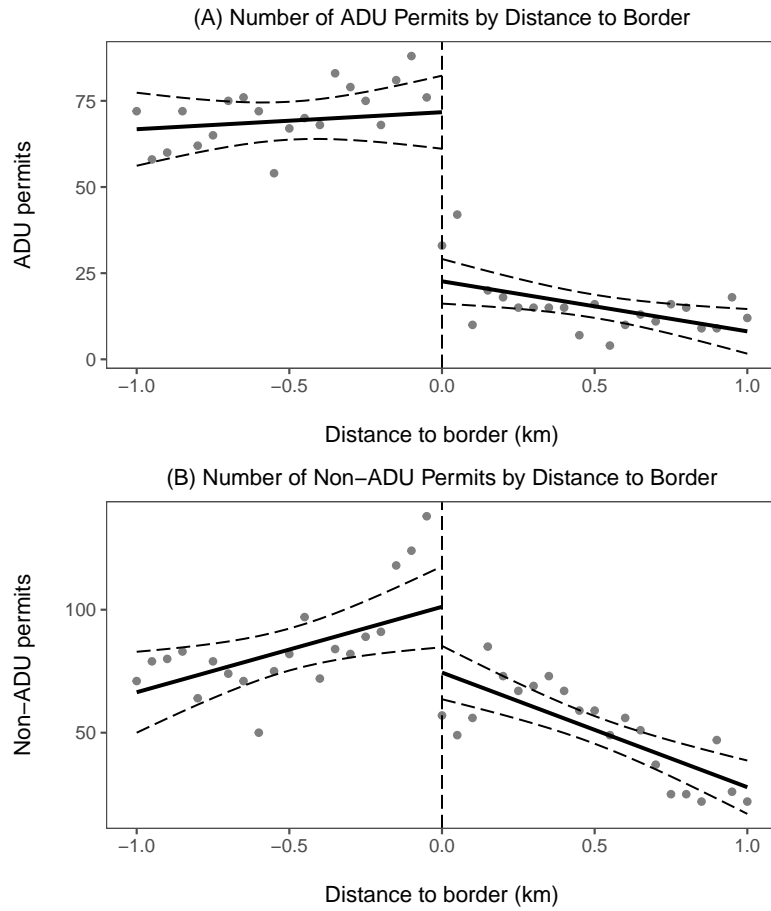 (A) Number of ADU Permits by Distance to Border
75
50
25
0
ADU permits
−1.0 −0.5 0.0 0.5 1.0
Distance to border (km)
(B) Number of Non−ADU Permits by Distance to Border
100
50
Non−ADU permits
−1.0 −0.5 0.0 0.5 1.0
Distance to border (km)